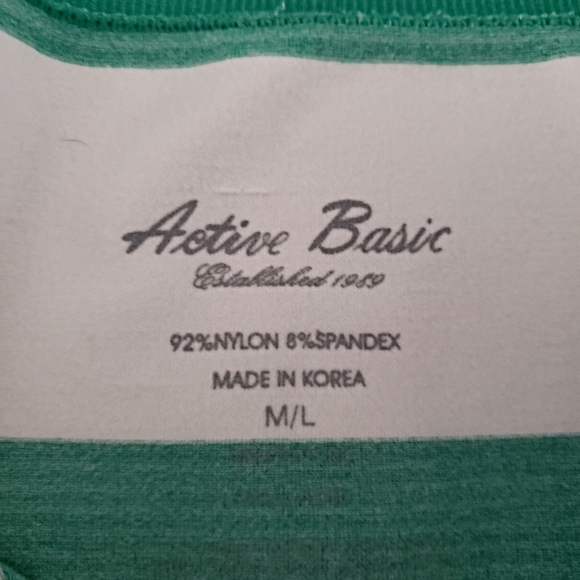 Active Basic
Established 1989
92%NYLON 8%SPANDEX
MADE IN KOREA
M/L